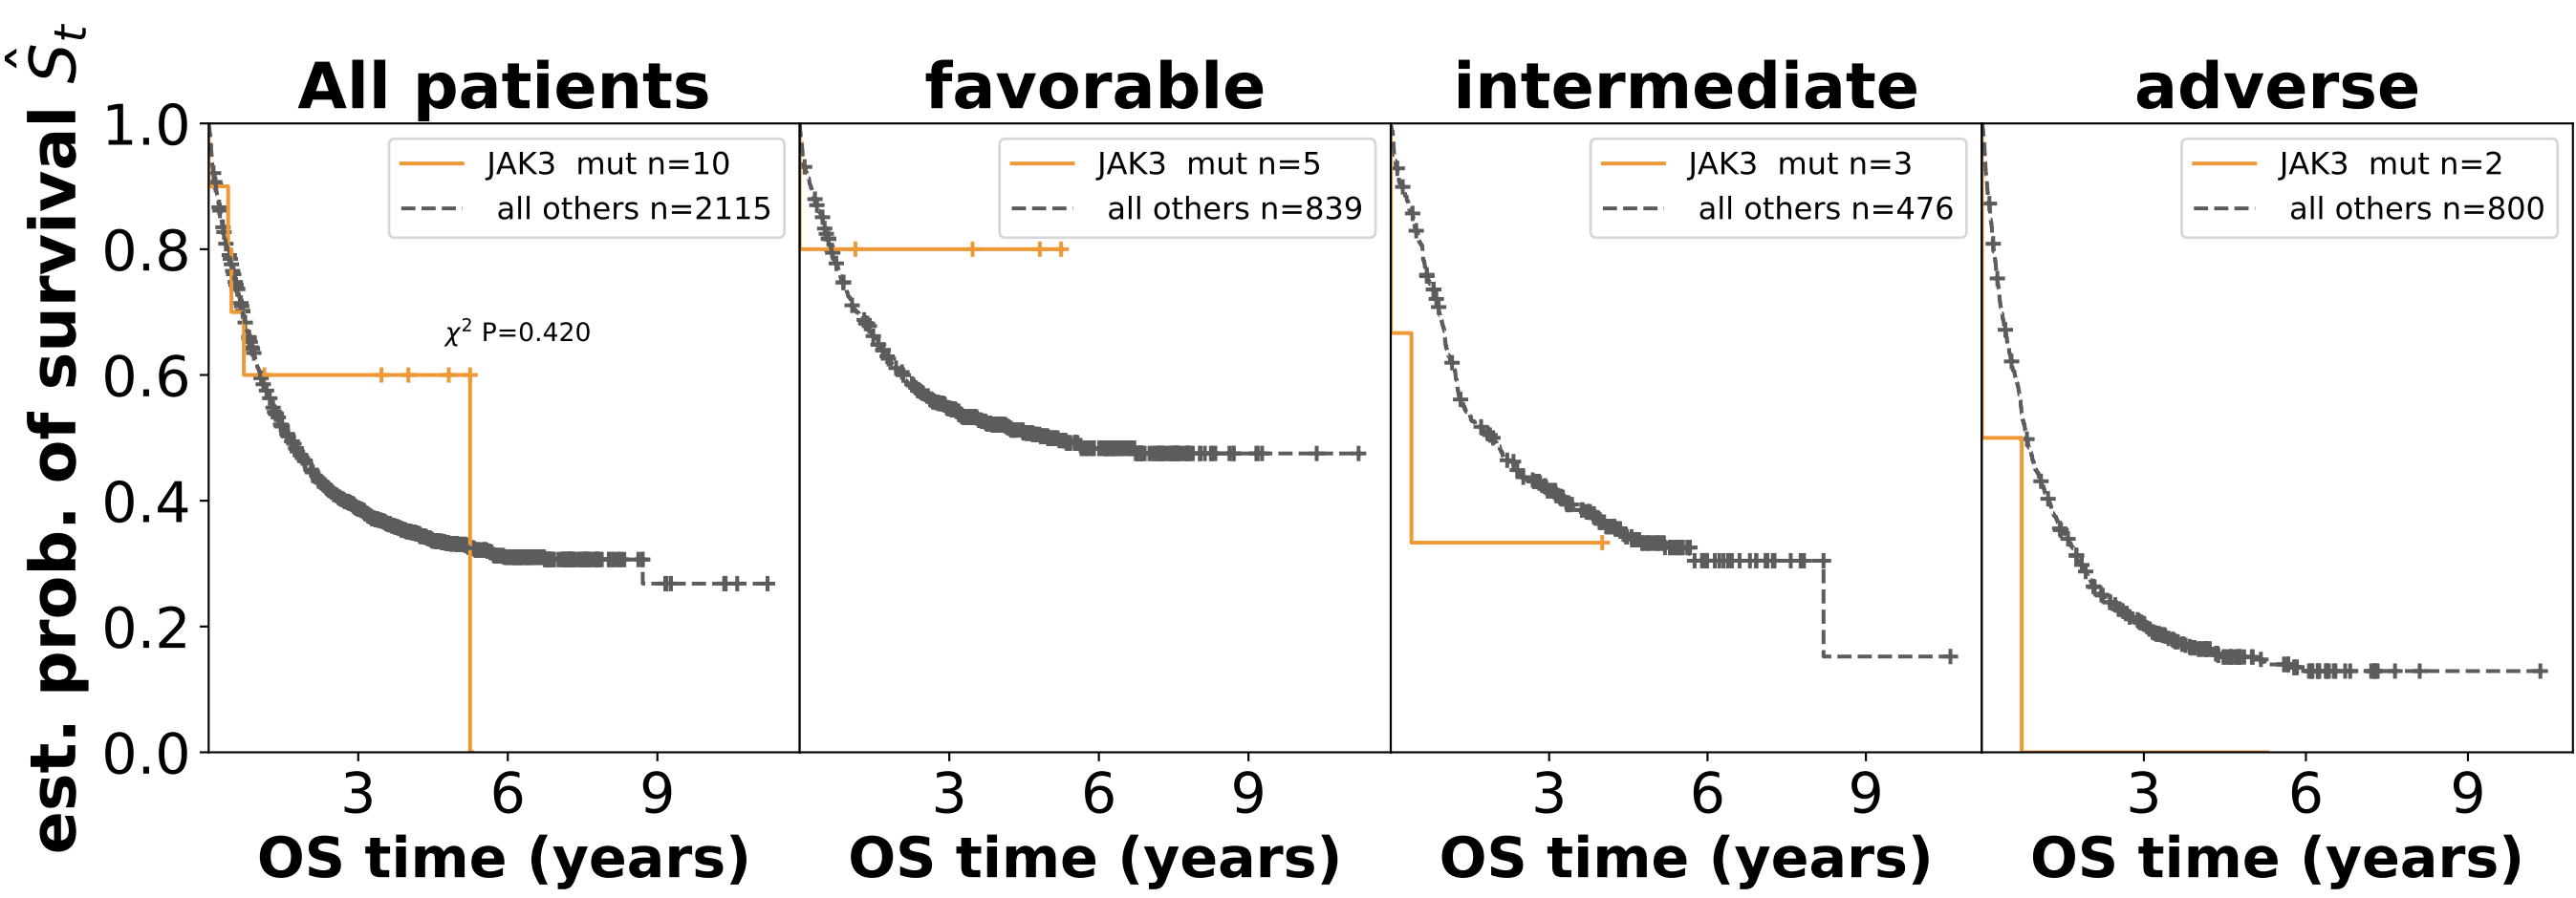 est. prob. of survival Ŝt
All patients
favorable
intermediate
adverse
1.0
0.8
0.6
0.4
0.2
0.0
JAK3 mut n=10
all others n=2115
χ² P=0.420
3 6 9
OS time (years)
JAK3 mut n=5
all others n=839
3 6 9
OS time (years)
JAK3 mut n=3
all others n=476
3 6 9
OS time (years)
JAK3 mut n=2
all others n=800
3 6 9
OS time (years)